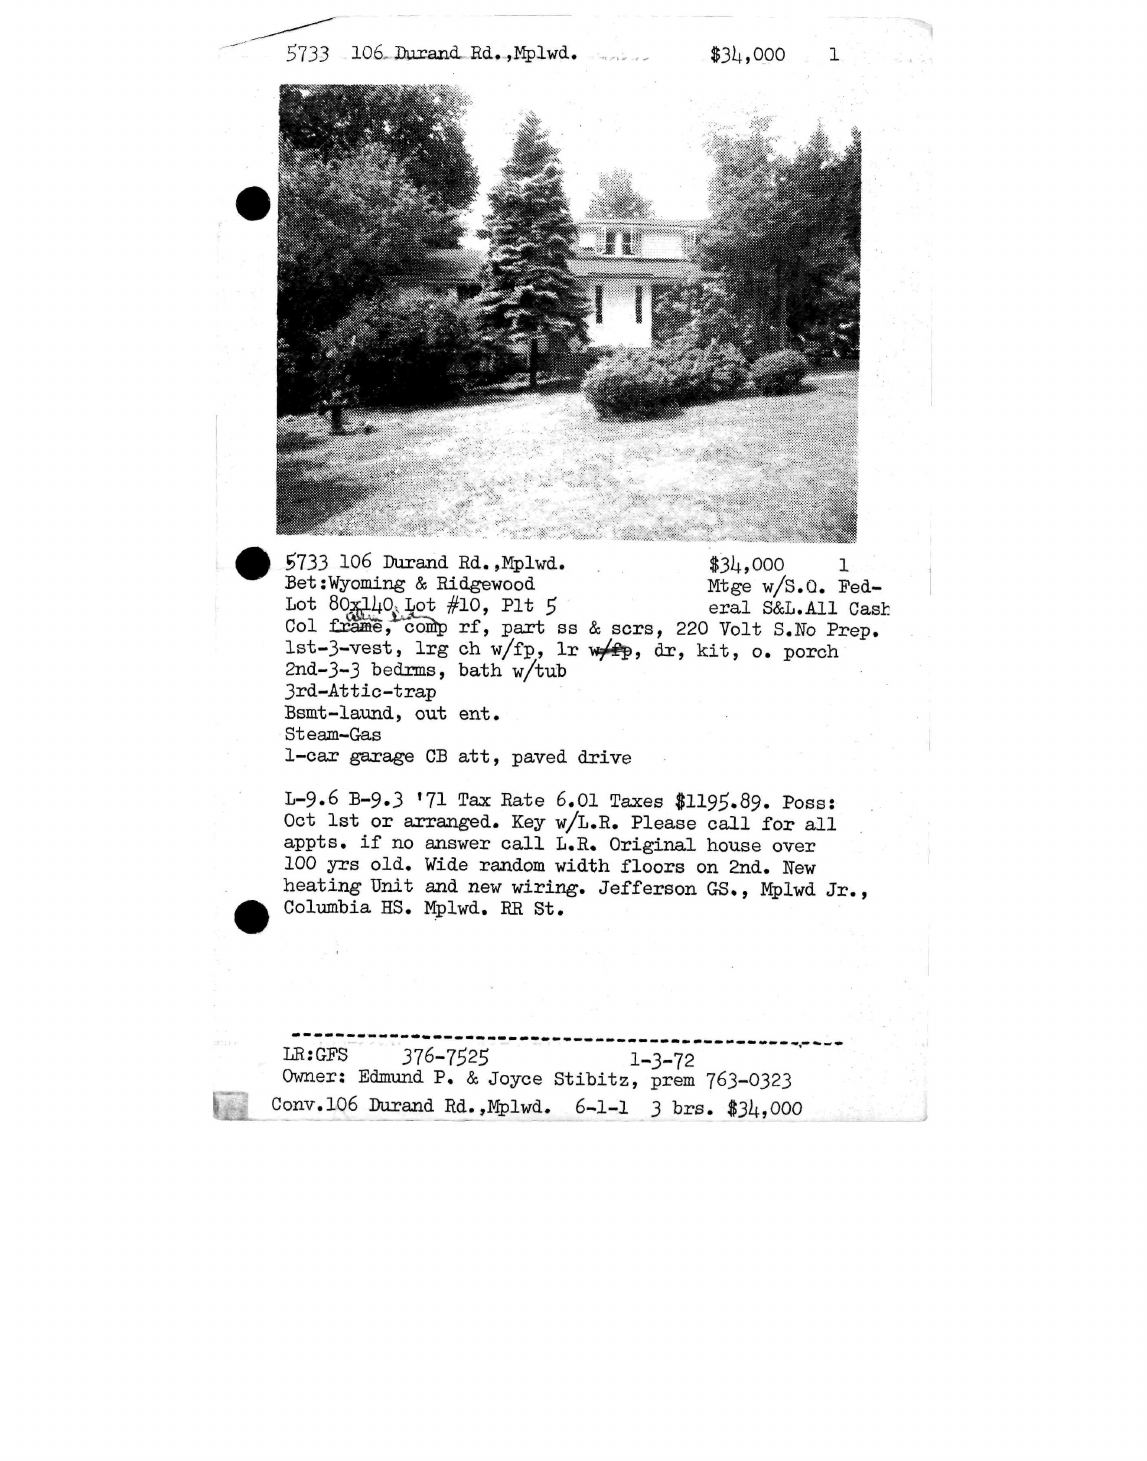 5733 106 Durand Rd.,Mplwd. $34,000 1
5733 106 Durand Rd.,Mplwd. $34,000 1
Bet:Wyoming & Ridgewood Mtge w/S.O. Fed-
Lot 80x140 Lot #10, Plt 5 eral S&L.All Cash
Col frame, comp rf, part ss & scrs, 220 Volt S.No Prep.
1st-3-vest, lrg ch w/fp, lr w/fp, dr, kit, o. porch
2nd-3-3 bedrms, bath w/tub
3rd-Attic-trap
Bsmt-laund, out ent.
Steam-Gas
1-car garage CB att, paved drive
L-9.6 B-9.3 '71 Tax Rate 6.01 Taxes $1195.89. Poss:
Oct 1st or arranged. Key w/L.R. Please call for all
appts. if no answer call L.R. Original house over
100 yrs old. Wide random width floors on 2nd. New
heating Unit and new wiring. Jefferson GS., Mplwd Jr.,
Columbia HS. Mplwd. RR St.
LR:GFS 376-7525 1-3-72
Owner: Edmund P. & Joyce Stibitz, prem 763-0323
Conv.106 Durand Rd.,Mplwd. 6-1-1 3 brs. $34,000